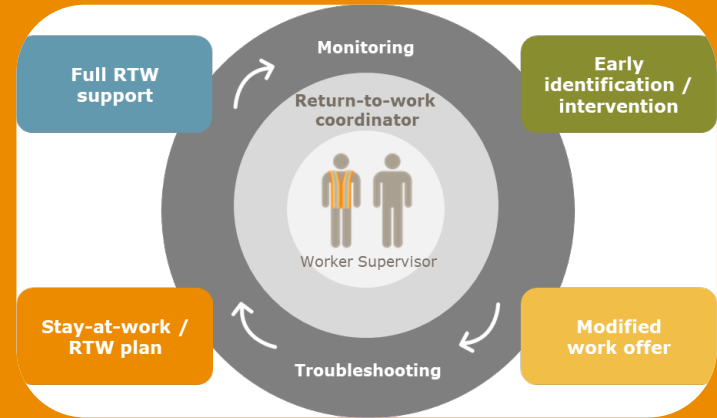 Monitoring
Full RTW
support
Early
identification /
intervention
Return-to-work
coordinator
Worker Supervisor
Stay-at-work /
RTW plan
Modified
work offer
Troubleshooting